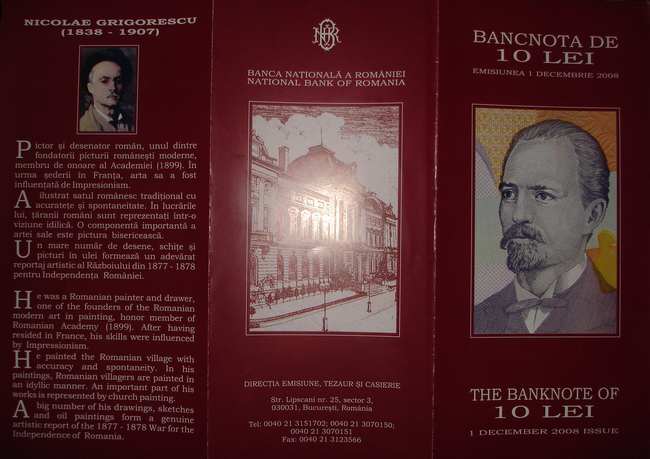 NICOLAE GRIGORESCU
(1838 - 1907)
Pictor și desenator român, unul dintre
fondatorii picturii românești moderne,
membru de onoare al Academiei (1899). În
urma șederii în Franța, arta sa a fost
influențată de Impresionism.
A ilustrat satul românesc tradițional cu
acuratețe și spontaneitate. În lucrările
lui, țăranii români sunt reprezentați într-o
viziune idilică. O componentă importantă a
artei sale este pictura bisericească.
Un mare număr de desene, schițe și
picturi în ulei formează un adevărat
reportaj artistic al Războiului din 1877 - 1878
pentru Independența României.
He was a Romanian painter and drawer,
one of the founders of the Romanian
modern art in painting, honor member of
Romanian Academy (1899). After having
resided in France, his skills were influenced
by Impressionism.
He painted the Romanian village with
accuracy and spontaneity. In his
paintings, Romanian villagers are painted in
an idyllic manner. An important part of his
works is represented by church painting.
A big number of his drawings, sketches
and oil paintings form a genuine
artistic report of the 1877 - 1878 War for the
Independence of Romania.
BANCA NAȚIONALĂ A ROMÂNIEI
NATIONAL BANK OF ROMANIA
DIRECȚIA EMISIUNE, TEZAUR ȘI CASIERIE
Str. Lipscani nr. 25, sector 3,
030031, București, România
Tel: 0040 21 3151702; 0040 21 3070150;
0040 21 3070151
Fax: 0040 21 3123566
BANCNOTA DE
10 LEI
EMISIUNEA 1 DECEMBRIE 2008
THE BANKNOTE OF
10 LEI
1 DECEMBER 2008 ISSUE